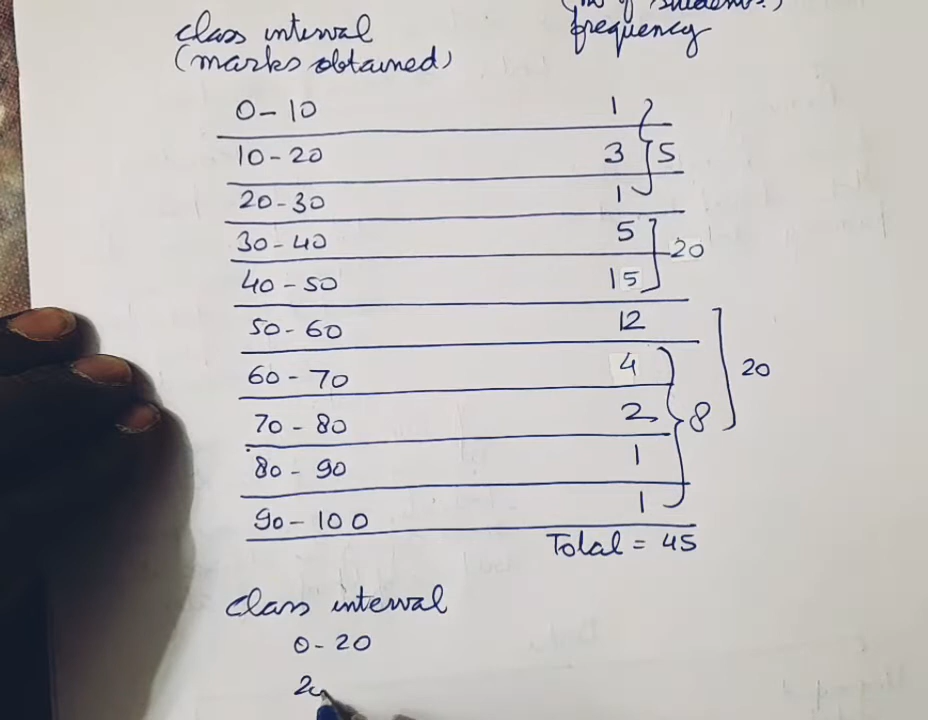 frequency
class interval
(marks obtained)
0-10 1
10-20 3 5
20-30 1
30-40 5
20
40-50 15
50-60 12
60-70 4 20
70-80 2 8
80-90 1
90-100 1
Total = 45
class interval
0-20